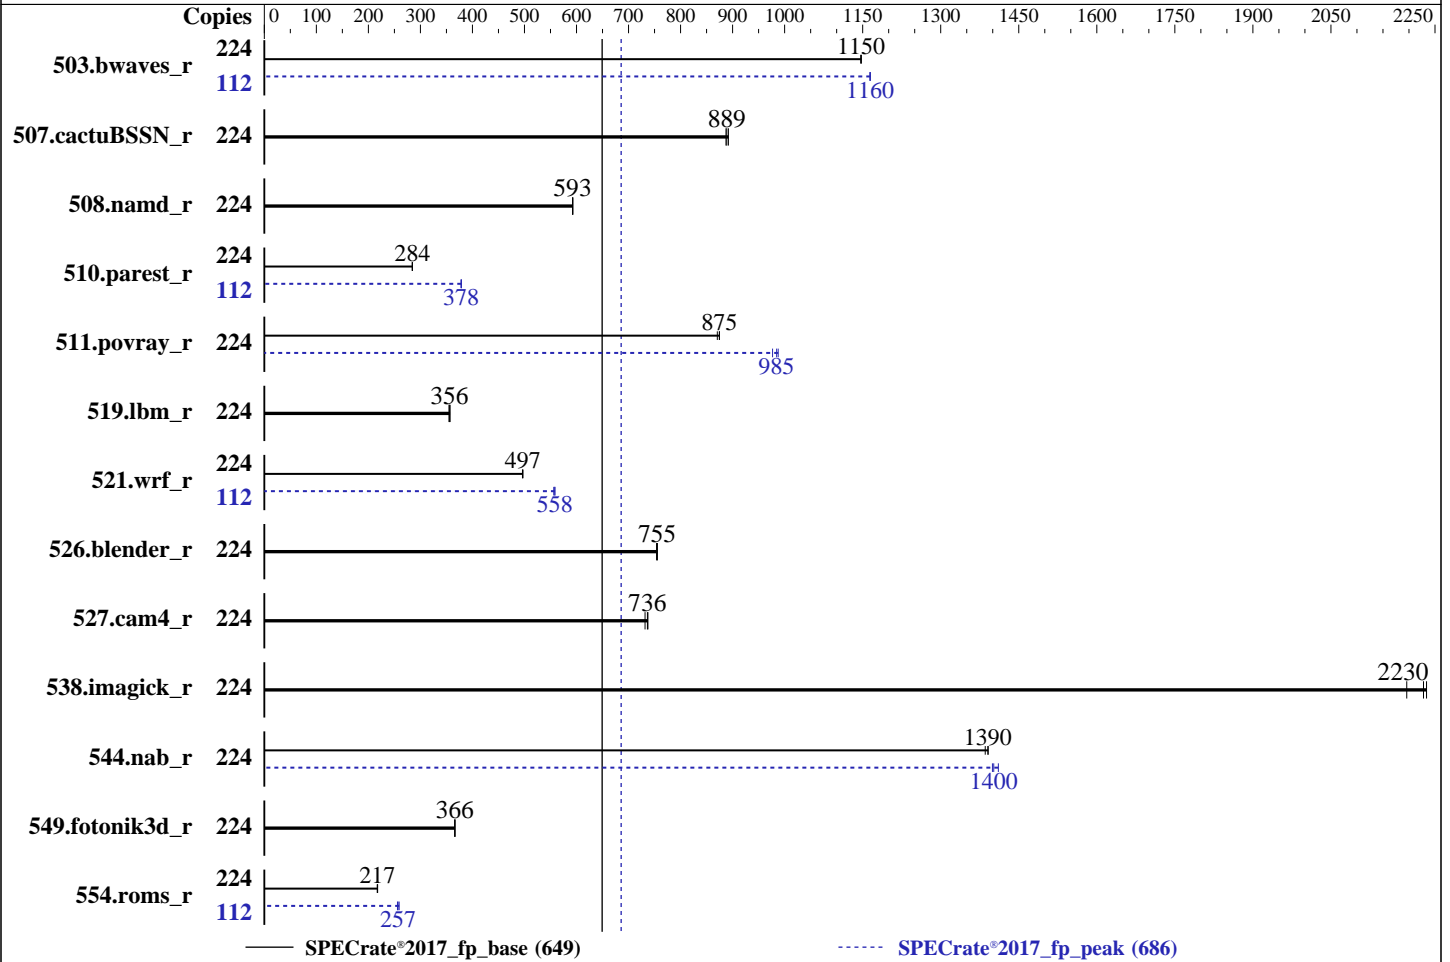 Copies 0 100 200 300 400 500 600 700 800 900 1000 1150 1300 1450 1600 1750 1900 2050 2250
503.bwaves_r 224 1150
112 1160
507.cactuBSSN_r 224 889
508.namd_r 224 593
510.parest_r 224 284
112 378
511.povray_r 224 875
985
519.lbm_r 224 356
521.wrf_r 224 497
112 558
526.blender_r 224 755
527.cam4_r 224 736
538.imagick_r 224 2230
544.nab_r 224 1390
1400
549.fotonik3d_r 224 366
554.roms_r 224 217
112 257
SPECrate®2017_fp_base (649) SPECrate®2017_fp_peak (686)